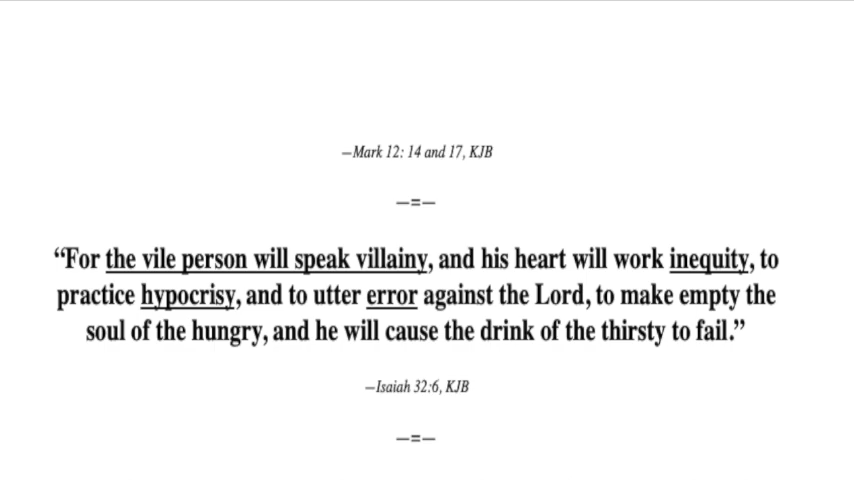 —Mark 12: 14 and 17, KJB
—=—
“For the vile person will speak villainy, and his heart will work inequity, to
practice hypocrisy, and to utter error against the Lord, to make empty the
soul of the hungry, and he will cause the drink of the thirsty to fail.”
—Isaiah 32:6, KJB
—=—